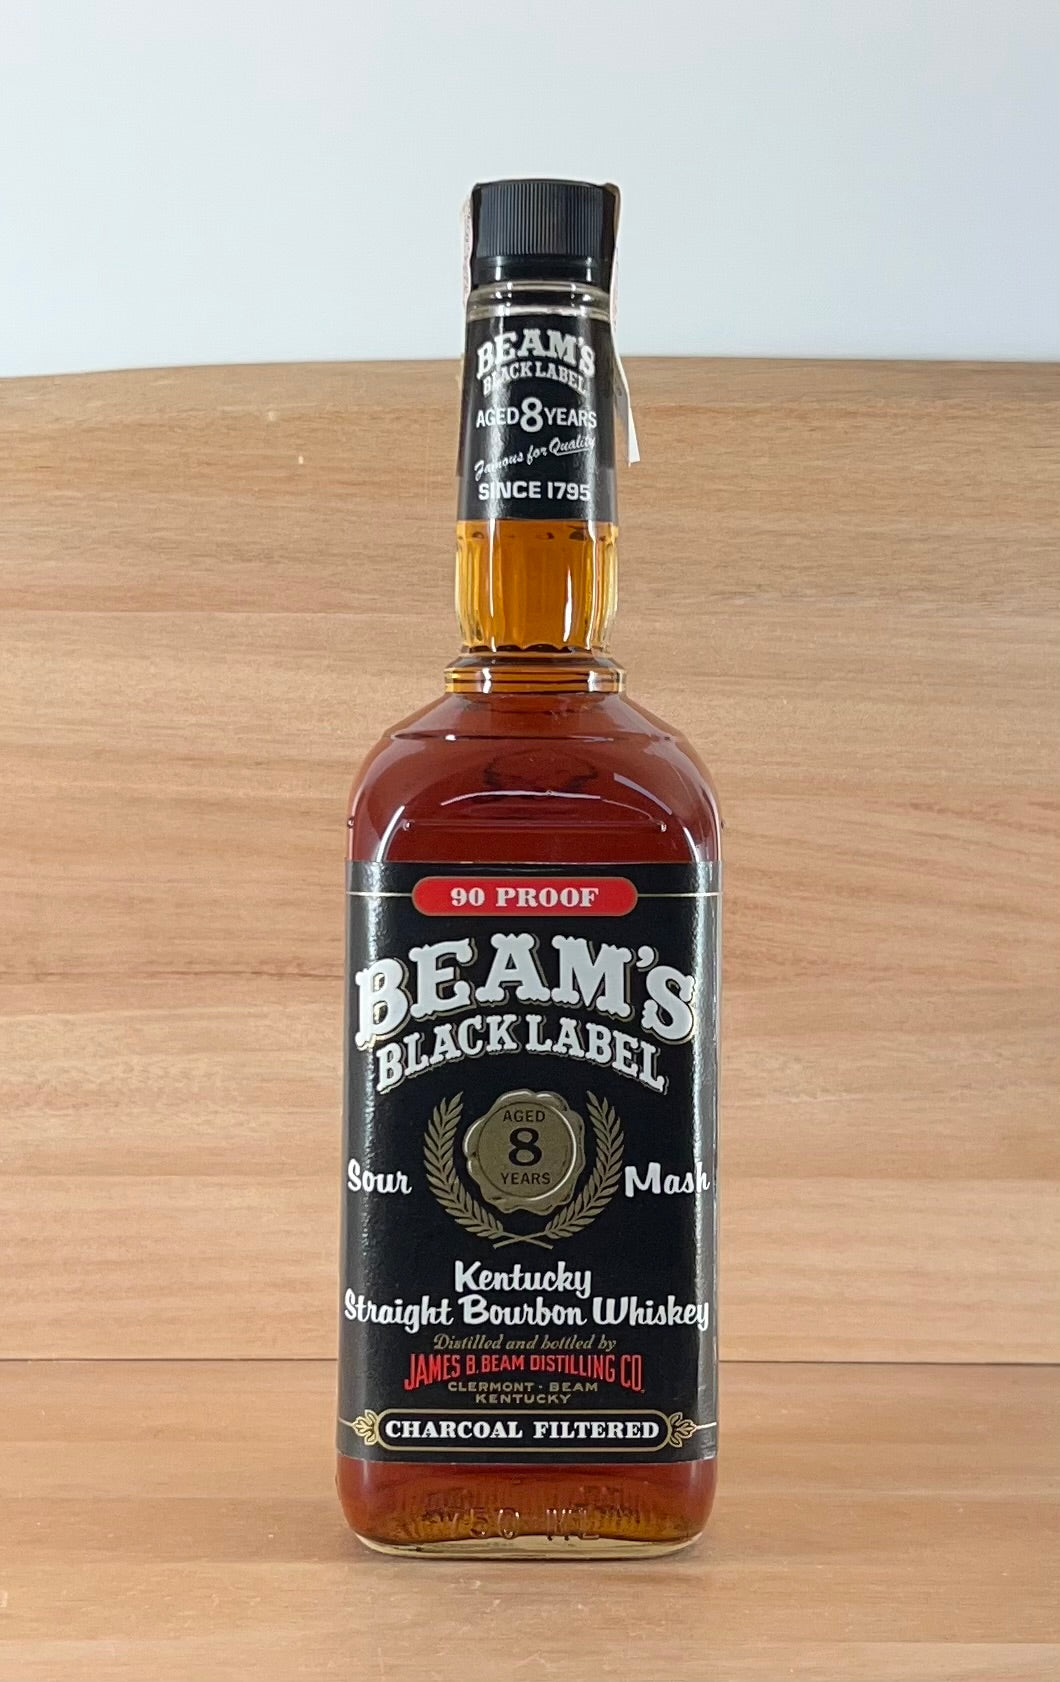 BEAM'S
BLACK LABEL
AGED 8 YEARS
Famous for Quality
SINCE 1795
90 PROOF
BEAM'S
BLACK LABEL
AGED
8
YEARS
Sour Mash
Kentucky
Straight Bourbon Whiskey
Distilled and bottled by
JAMES B. BEAM DISTILLING CO.
CLERMONT · BEAM
KENTUCKY
CHARCOAL FILTERED
750 ML